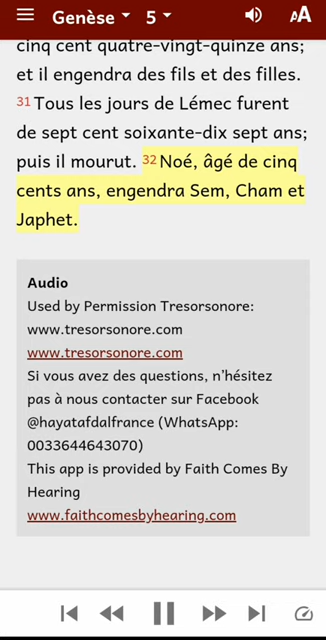 Genèse 5
AA
cinq cent quatre-vingt-quinze ans;
et il engendra des fils et des filles.
31 Tous les jours de Lémec furent
de sept cent soixante-dix sept ans;
puis il mourut. 32 Noé, âgé de cinq
cents ans, engendra Sem, Cham et
Japhet.
Audio
Used by Permission Tresorsonore:
www.tresorsonore.com
www.tresorsonore.com
Si vous avez des questions, n'hésitez
pas à nous contacter sur Facebook
@hayatafdalfrance (WhatsApp:
0033644643070)
This app is provided by Faith Comes By
Hearing
www.faithcomesbyhearing.com